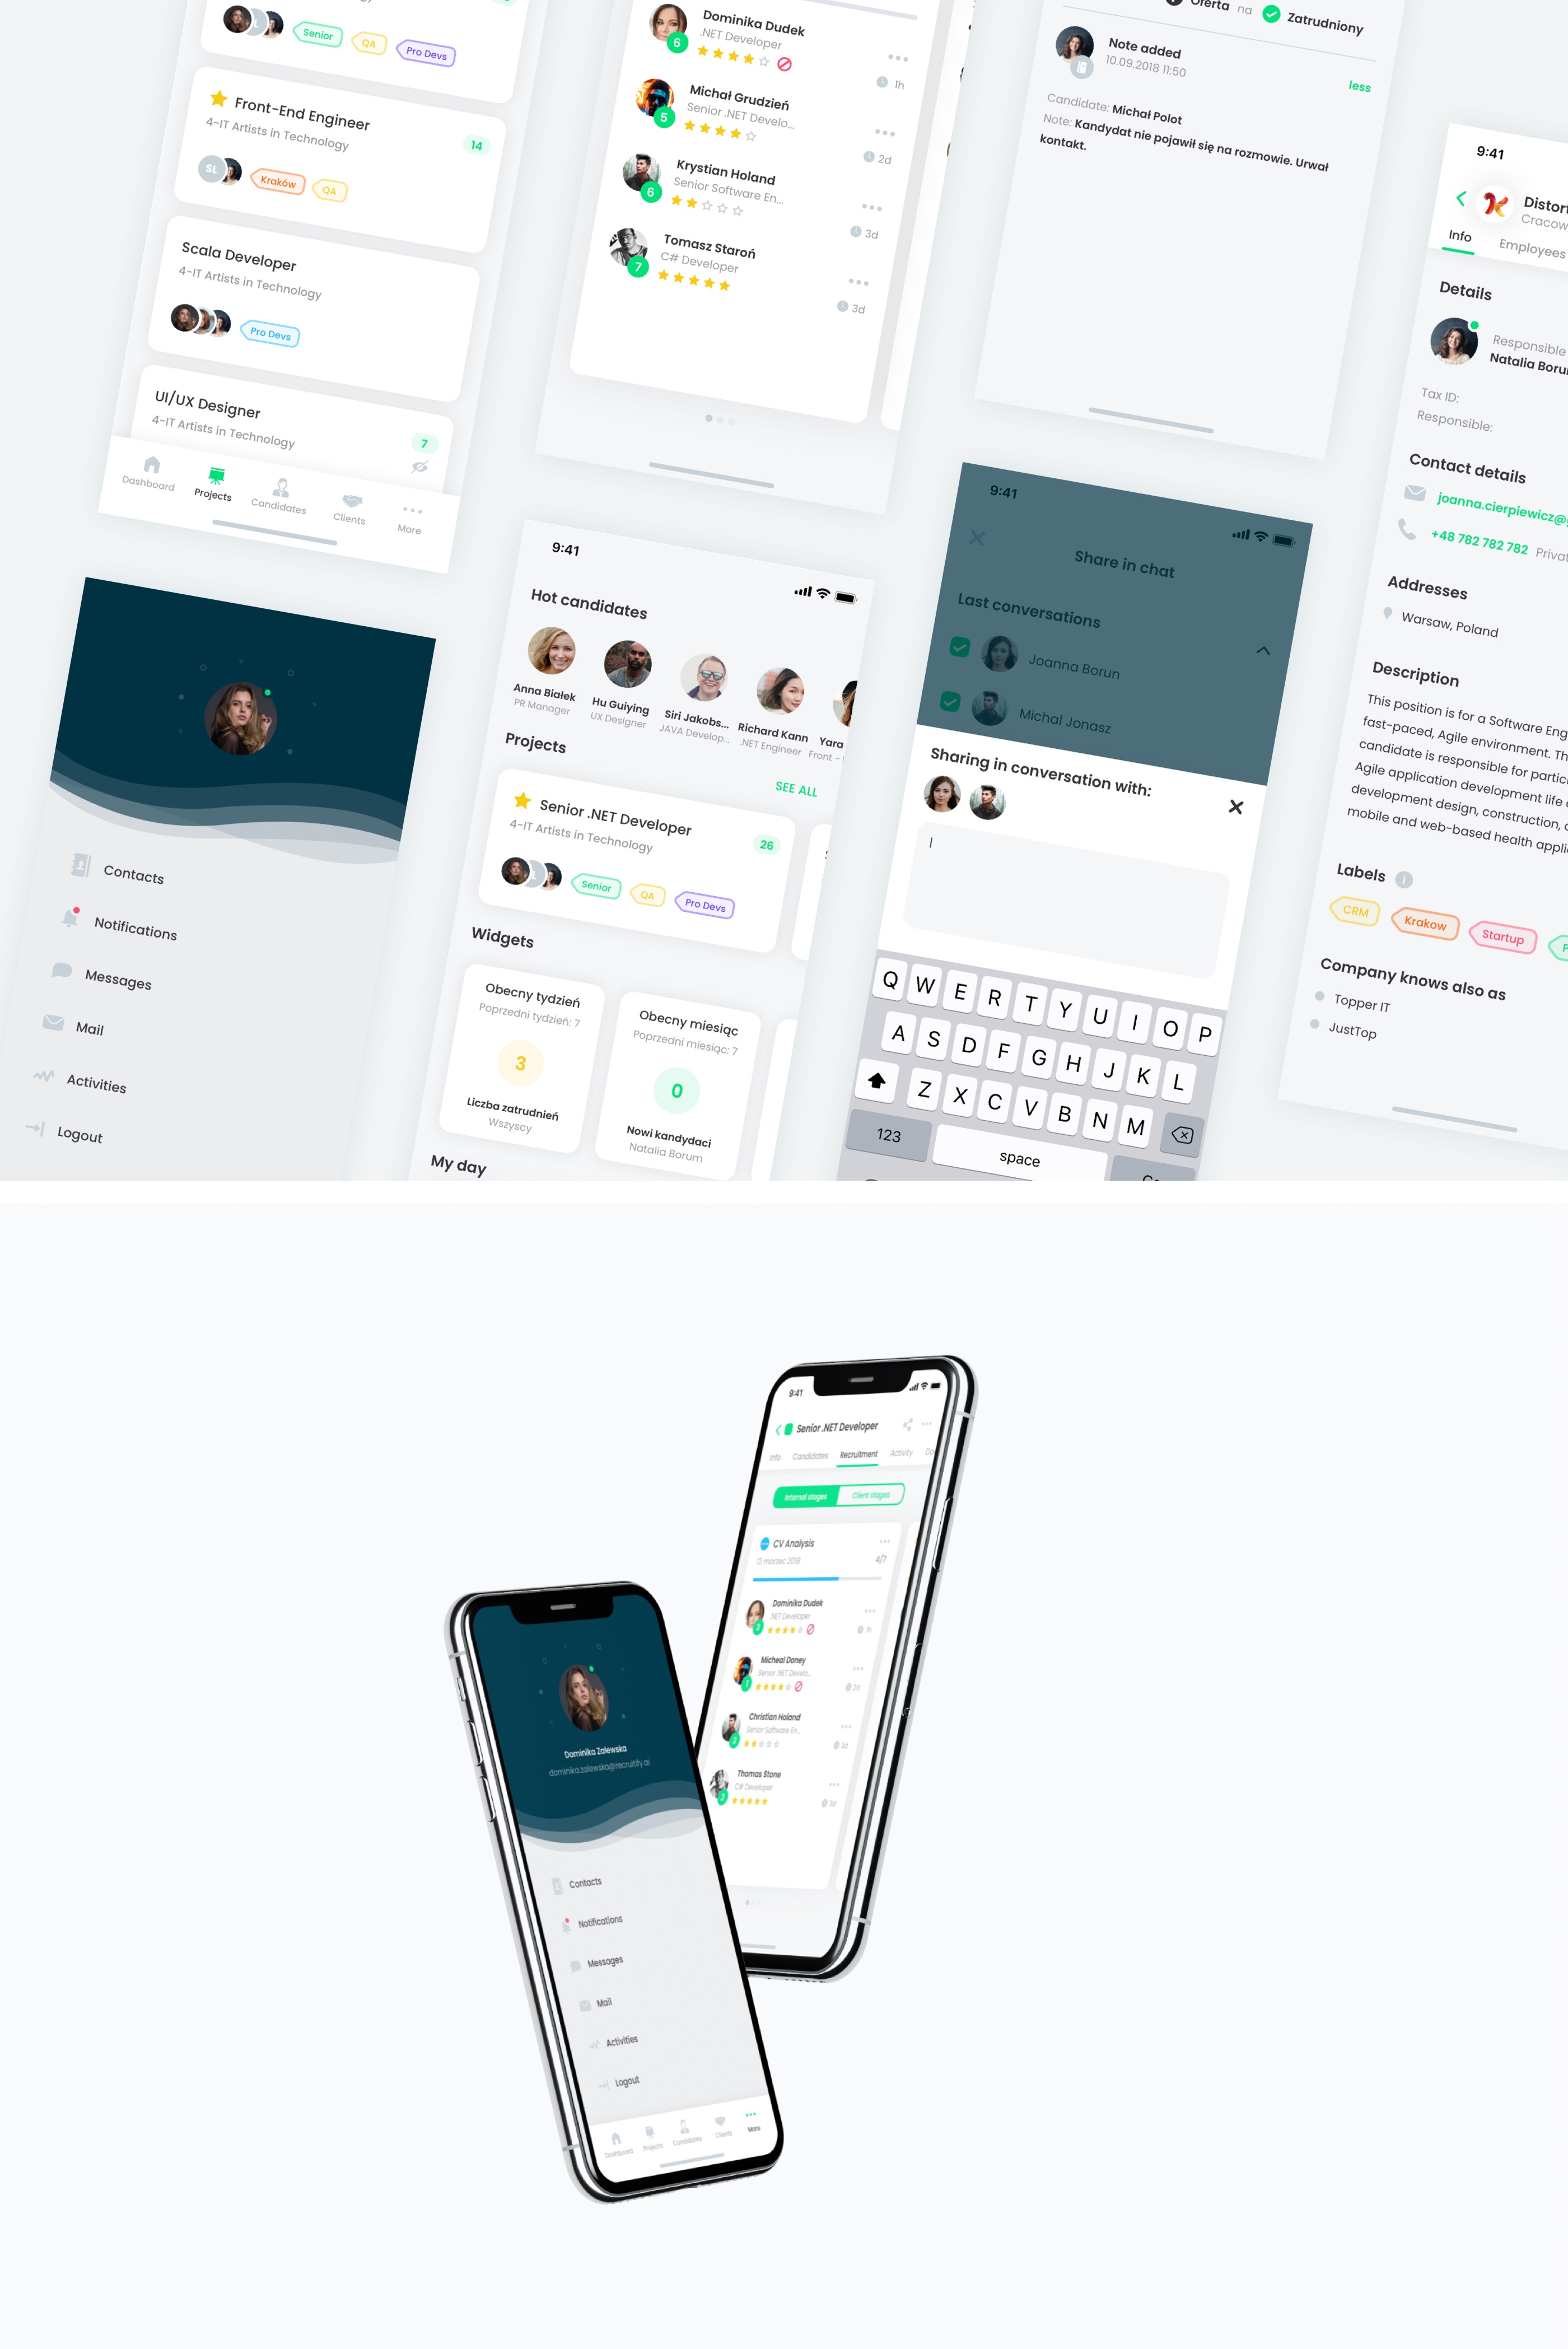 Senior
QA
Pro Devs
Front-End Engineer
4-IT Artists in Technology
14
SL
Kraków
QA
Scala Developer
4-IT Artists in Technology
Pro Devs
UI/UX Designer
4-IT Artists in Technology
7
Dashboard
Projects
Candidates
Clients
More
Dominika Dudek
.NET Developer
6
1h
Michał Grudzień
Senior .NET Develo...
5
2d
Krystian Holand
Senior Software En...
6
3d
Tomasz Staroń
C# Developer
7
3d
Oferta na Zatrudniony
Note added
10.09.2018 11:50
less
Candidate: Michał Polot
Note: Kandydat nie pojawił się na rozmowie. Urwał
kontakt.
9:41
Cracow
Info
Employees
Details
Responsible
Natalia
Tax ID:
Responsible:
Contact details
joanna.cierpiewicz@
+48 782 782 782
Addresses
Warsaw, Poland
Description
This position is for a Software Eng
fast-paced, Agile environment. Th
candidate is responsible for partic
Agile application development life
development design, construction,
mobile and web-based health appli
Labels
CRM
Krakow
Startup
Company knows also as
Topper IT
JustTop
Contacts
Notifications
Messages
Mail
Activities
Logout
9:41
Hot candidates
Anna Białek
PR Manager
Hu Guiying
UX Designer
Siri Jakobs...
JAVA Develop...
Richard Kann
.NET Engineer
Yara
Front -
Projects
SEE ALL
Senior .NET Developer
4-IT Artists in Technology
26
Senior
QA
Pro Devs
Widgets
Obecny tydzień
Poprzedni tydzień: 7
3
Liczba zatrudnień
Wszyscy
Obecny miesiąc
Poprzedni miesiąc: 7
0
Nowi kandydaci
Natalia Borum
My day
9:41
Share in chat
Last conversations
Joanna Borun
Michal Jonasz
Sharing in conversation with:
Q W E R T Y U I O P
A S D F G H J K L
Z X C V B N M
123
space
9:41
Senior .NET Developer
Info
Candidates
Recruitment
Activity
Internal stages
Client stages
CV Analysis
12 marzec 2018
4/7
Dominika Dudek
.NET Developer
3
1h
Micheal Doney
Senior .NET Develo...
1
2d
Christian Holand
Senior Software En...
2
3d
Thomas Stone
C# Developer
3
3d
Dominika Zalewska
dominika.zalewska@recruitify.ai
Contacts
Notifications
Messages
Mail
Activities
Logout
Dashboard
Projects
Candidates
Clients
More